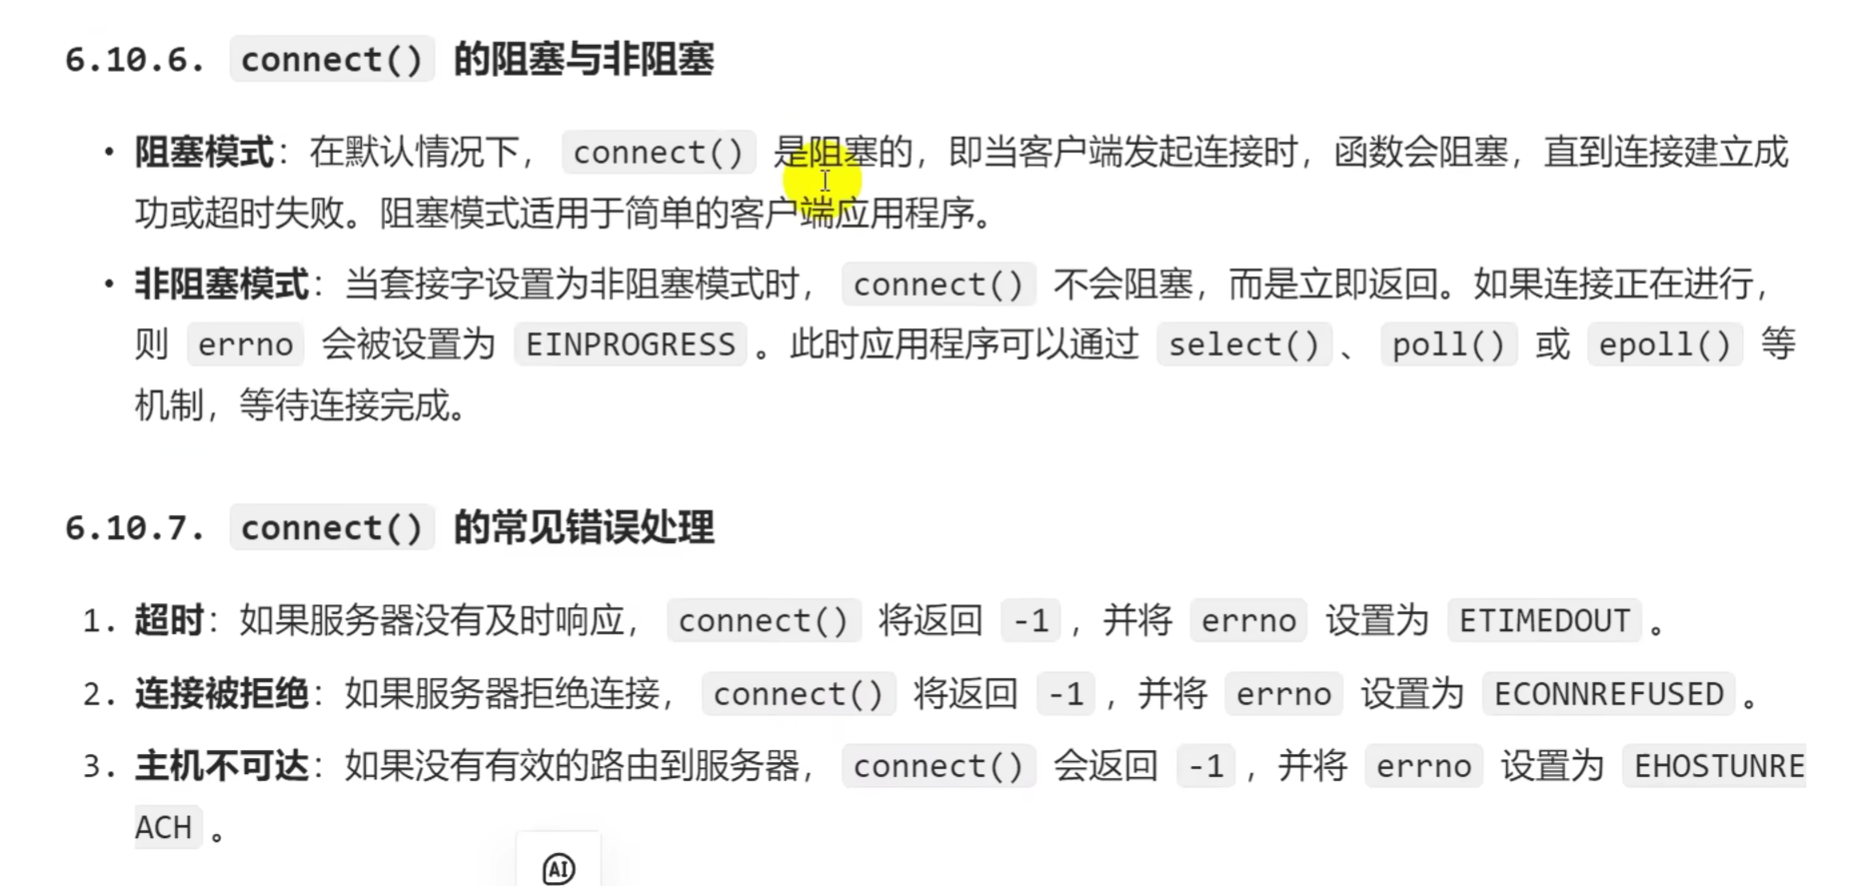 6.10.6. connect() 的阻塞与非阻塞
• 阻塞模式：在默认情况下， connect() 是阻塞的，即当客户端发起连接时，函数会阻塞，直到连接建立成
功或超时失败。阻塞模式适用于简单的客户端应用程序。
• 非阻塞模式：当套接字设置为非阻塞模式时， connect() 不会阻塞，而是立即返回。如果连接正在进行，
则 errno 会被设置为 EINPROGRESS 。此时应用程序可以通过 select() 、 poll() 或 epoll() 等
机制，等待连接完成。
6.10.7. connect() 的常见错误处理
1. 超时：如果服务器没有及时响应， connect() 将返回 -1 ，并将 errno 设置为 ETIMEDOUT 。
2. 连接被拒绝：如果服务器拒绝连接， connect() 将返回 -1 ，并将 errno 设置为 ECONNREFUSED 。
3. 主机不可达：如果没有有效的路由到服务器， connect() 会返回 -1 ，并将 errno 设置为 EHOSTUNRE
ACH 。
AI